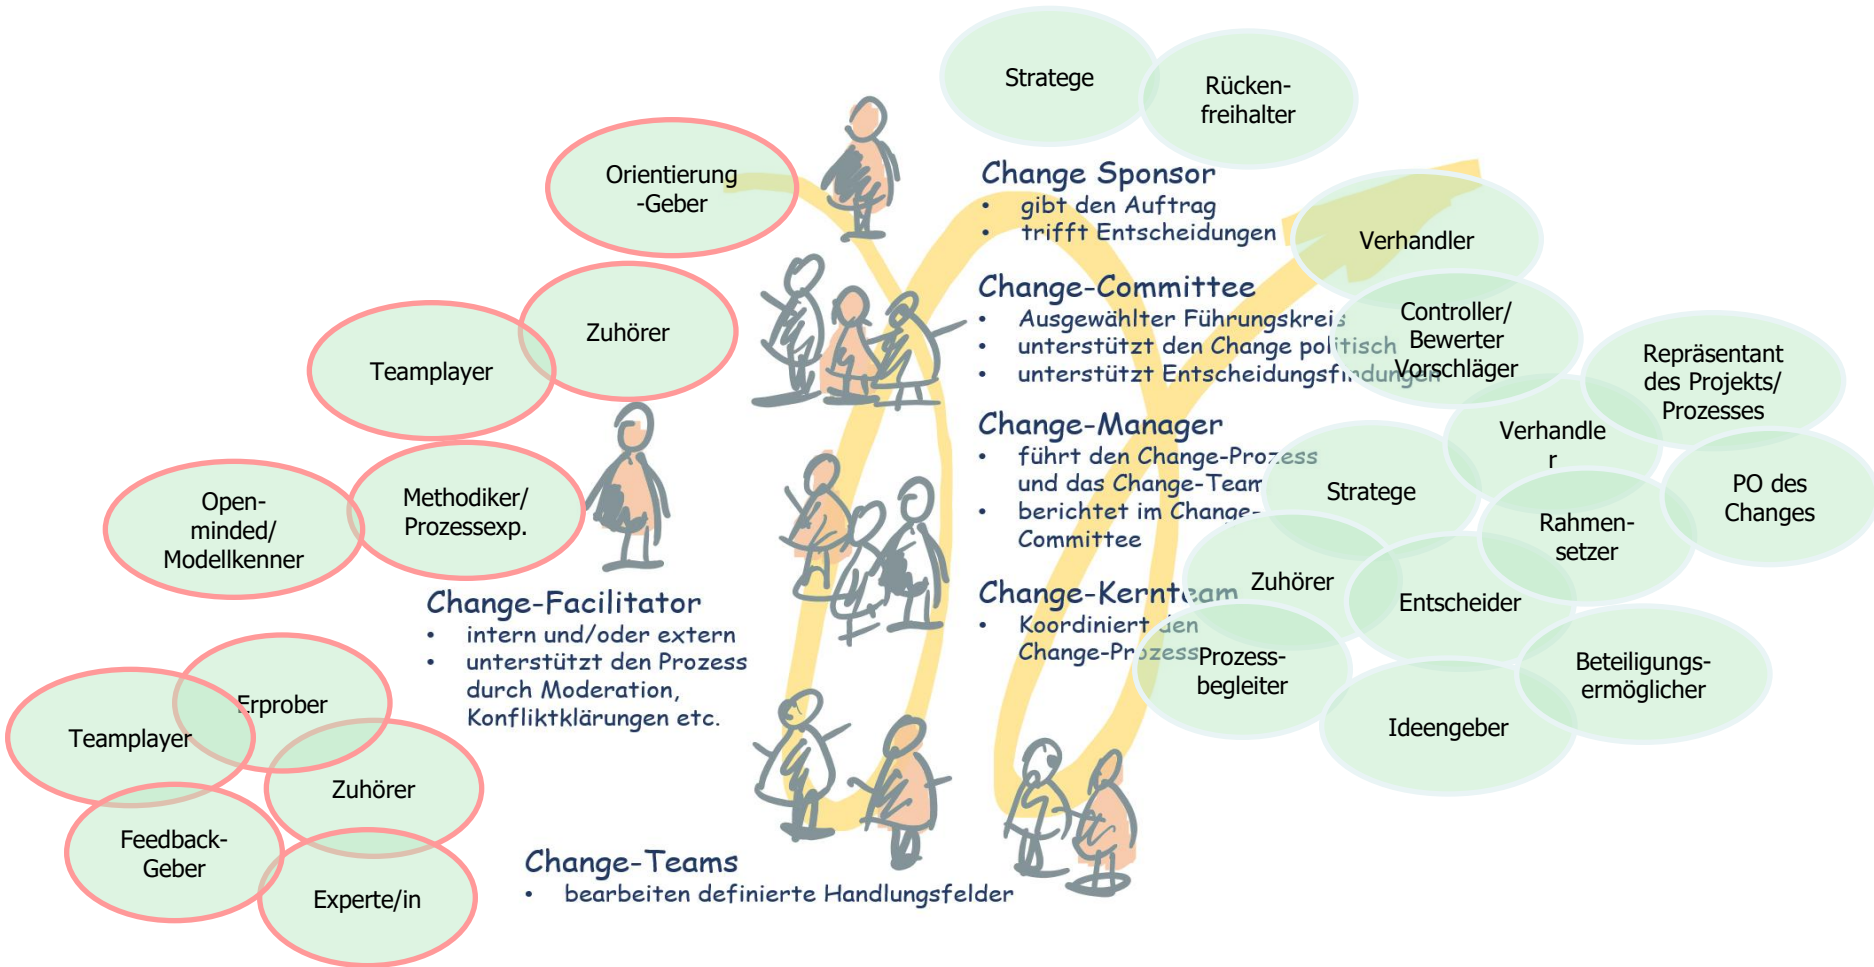 Stratege
Rücken-
freihalter
Orientierung
-Geber
Change Sponsor
• gibt den Auftrag
• trifft Entscheidungen
Verhandler
Zuhörer
Teamplayer
Change-Committee
• Ausgewählter Führungskreis
• unterstützt den Change politisch
• unterstützt Entscheidungsfindungen
Controller/
Bewerter
Vorschläger
Repräsentant
des Projekts/
Prozesses
Change-Manager
• führt den Change-Prozess
und das Change-Team
• berichtet im Change-
Committee
Verhandle
r
Stratege
PO des
Changes
Rahmen-
setzer
Open-
minded/
Modellkenner
Methodiker/
Prozessexp.
Change-Facilitator
• intern und/oder extern
• unterstützt den Prozess
durch Moderation,
Konfliktklärungen etc.
Change-Kernteam
• Koordiniert den
Change-Prozess
Zuhörer
Entscheider
Prozess-
begleiter
Beteiligungs-
ermöglicher
Ideengeber
Erprober
Teamplayer
Zuhörer
Feedback-
Geber
Experte/in
Change-Teams
• bearbeiten definierte Handlungsfelder